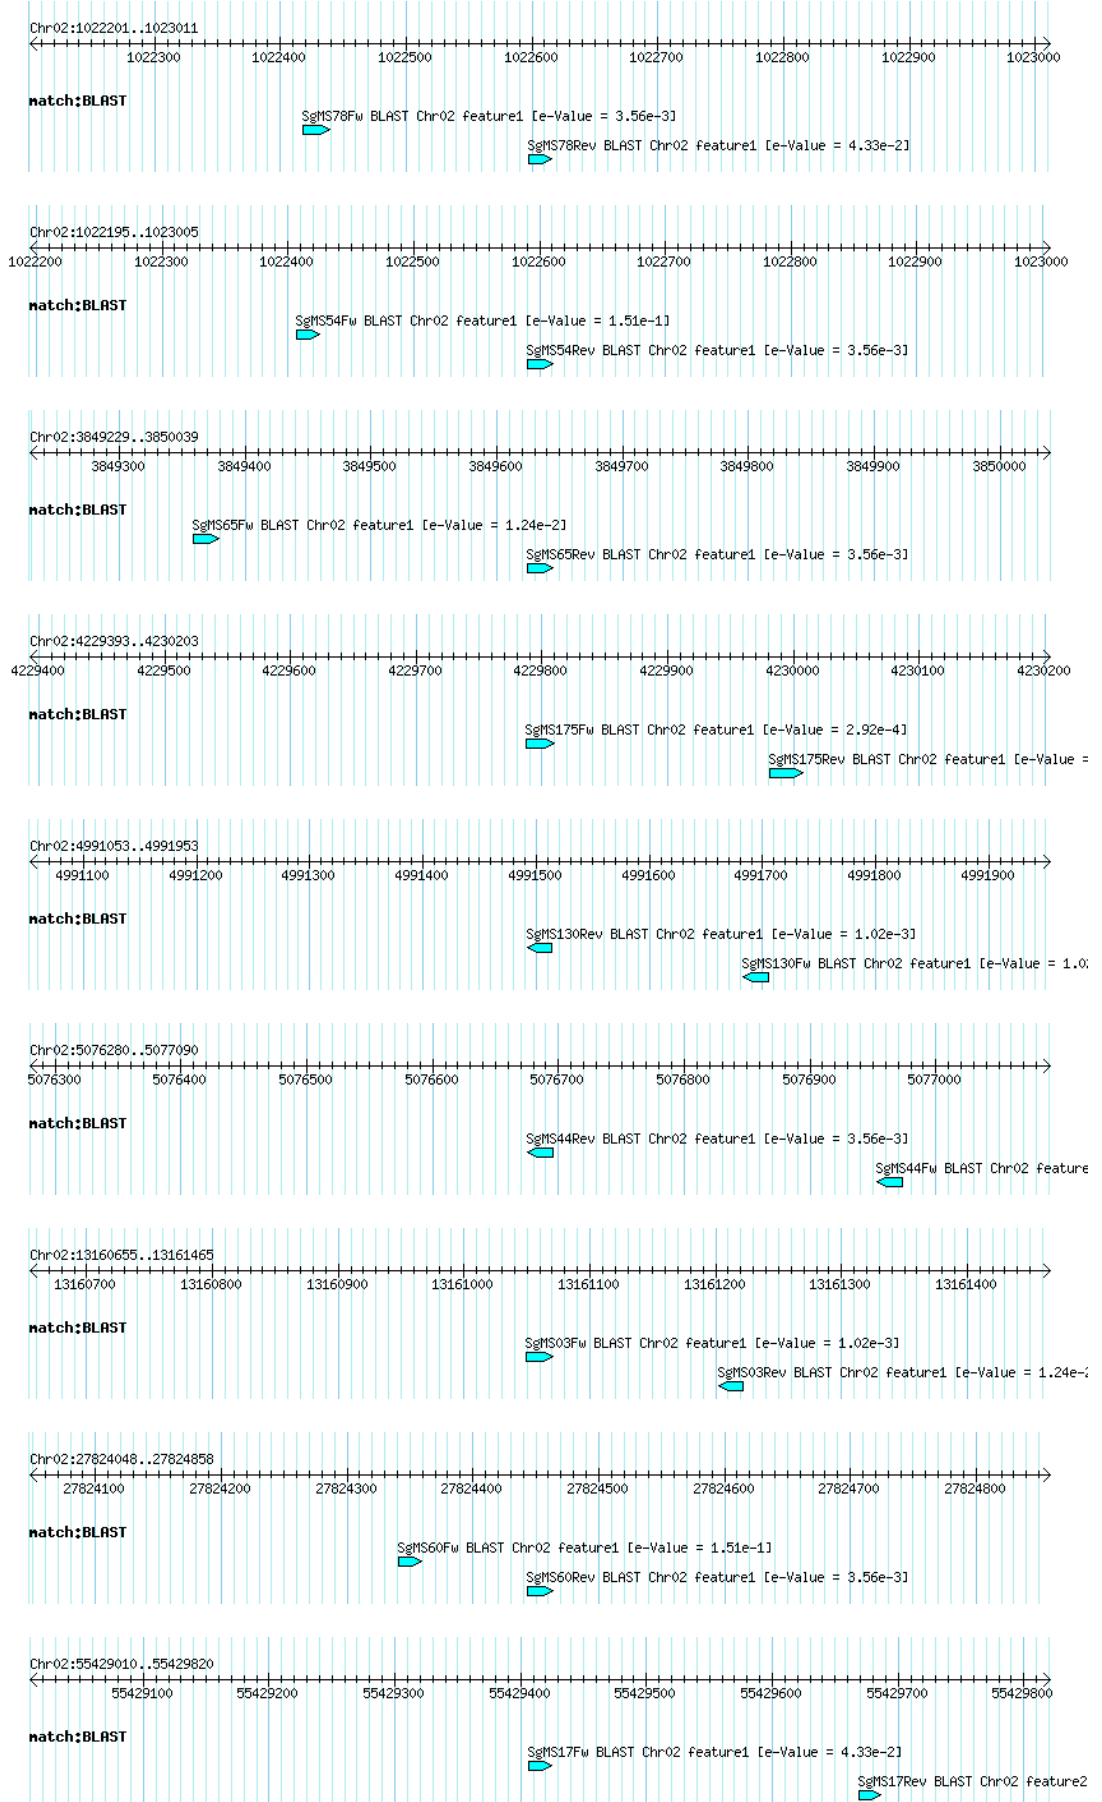 Chr02:1022201..1023011
1022300 1022400 1022500 1022600 1022700 1022800 1022900 1023000
match:BLAST
SgMS78Fw BLAST Chr02 feature1 [e-Value = 3.56e-3]
SgMS78Rev BLAST Chr02 feature1 [e-Value = 4.33e-2]
Chr02:1022195..1023005
1022200 1022300 1022400 1022500 1022600 1022700 1022800 1022900 1023000
match:BLAST
SgMS54Fw BLAST Chr02 feature1 [e-Value = 1.51e-1]
SgMS54Rev BLAST Chr02 feature1 [e-Value = 3.56e-3]
Chr02:3849229..3850039
3849300 3849400 3849500 3849600 3849700 3849800 3849900 3850000
match:BLAST
SgMS65Fw BLAST Chr02 feature1 [e-Value = 1.24e-2]
SgMS65Rev BLAST Chr02 feature1 [e-Value = 3.56e-3]
Chr02:4229393..4230203
4229400 4229500 4229600 4229700 4229800 4229900 4230000 4230100 4230200
match:BLAST
SgMS175Fw BLAST Chr02 feature1 [e-Value = 2.92e-4]
SgMS175Rev BLAST Chr02 feature1 [e-Value =
Chr02:4991053..4991953
4991100 4991200 4991300 4991400 4991500 4991600 4991700 4991800 4991900
match:BLAST
SgMS130Rev BLAST Chr02 feature1 [e-Value = 1.02e-3]
SgMS130Fw BLAST Chr02 feature1 [e-Value = 1.02
Chr02:5076280..5077090
5076300 5076400 5076500 5076600 5076700 5076800 5076900 5077000
match:BLAST
SgMS44Rev BLAST Chr02 feature1 [e-Value = 3.56e-3]
SgMS44Fw BLAST Chr02 feature
Chr02:13160655..13161465
13160700 13160800 13160900 13161000 13161100 13161200 13161300 13161400
match:BLAST
SgMS03Fw BLAST Chr02 feature1 [e-Value = 1.02e-3]
SgMS03Rev BLAST Chr02 feature1 [e-Value = 1.24e-2
Chr02:27824048..27824858
27824100 27824200 27824300 27824400 27824500 27824600 27824700 27824800
match:BLAST
SgMS60Fw BLAST Chr02 feature1 [e-Value = 1.51e-1]
SgMS60Rev BLAST Chr02 feature1 [e-Value = 3.56e-3]
Chr02:55429010..55429820
55429100 55429200 55429300 55429400 55429500 55429600 55429700 55429800
match:BLAST
SgMS17Fw BLAST Chr02 feature1 [e-Value = 4.33e-2]
SgMS17Rev BLAST Chr02 feature2